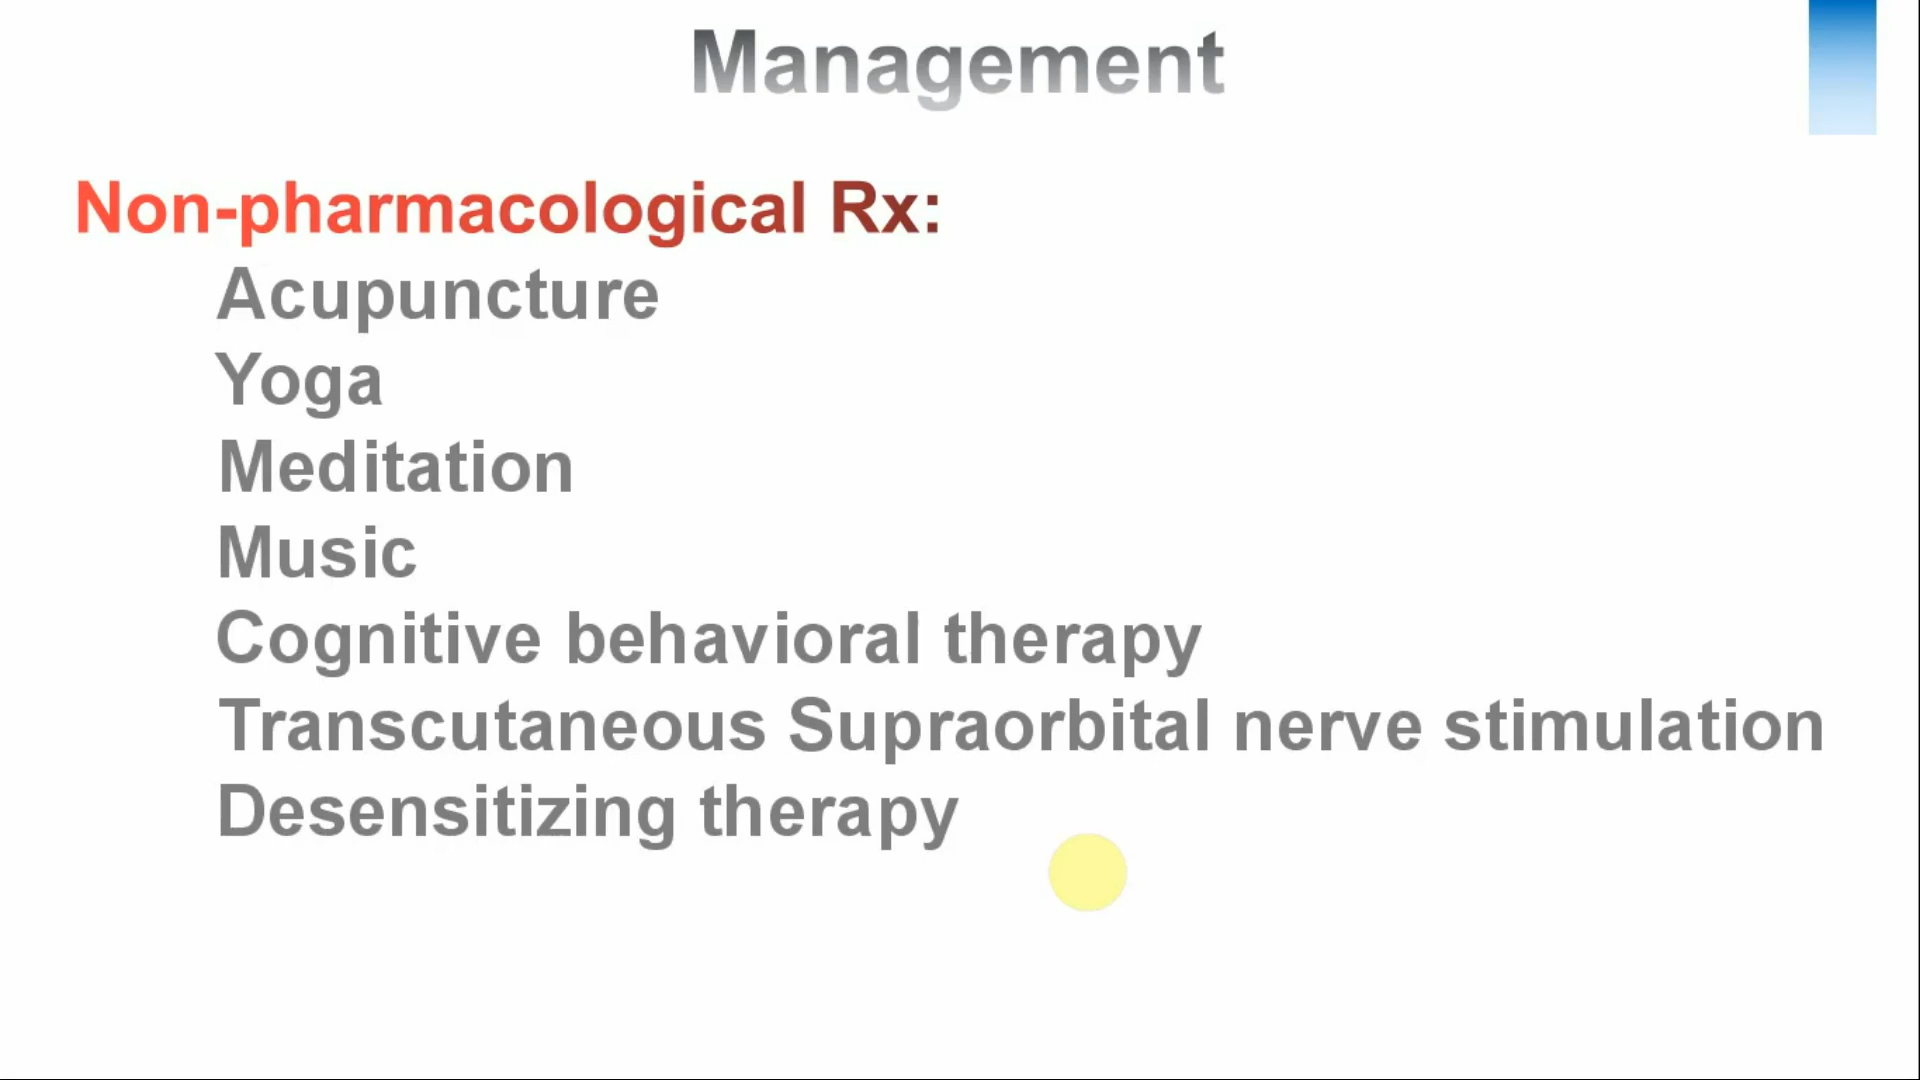 Management
Non-pharmacological Rx:
Acupuncture
Yoga
Meditation
Music
Cognitive behavioral therapy
Transcutaneous Supraorbital nerve stimulation
Desensitizing therapy